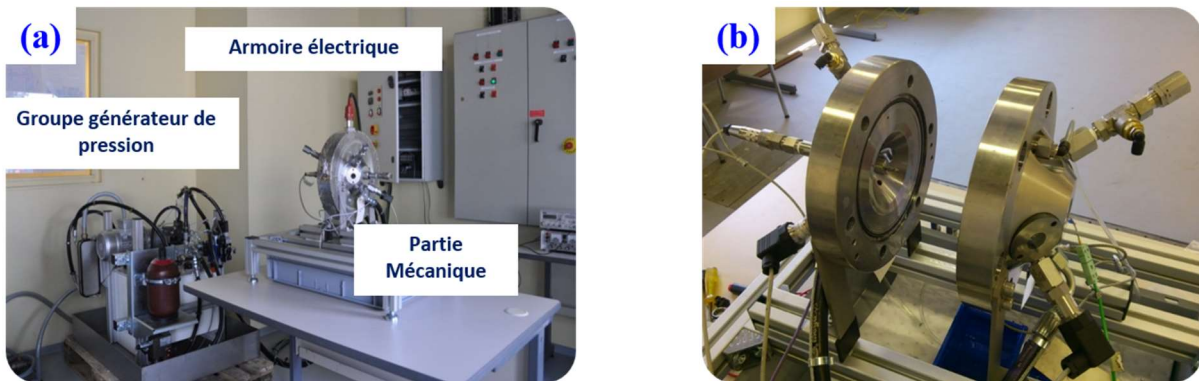 (a)
Armoire électrique
Groupe générateur de
pression
Partie
Mécanique
(b)